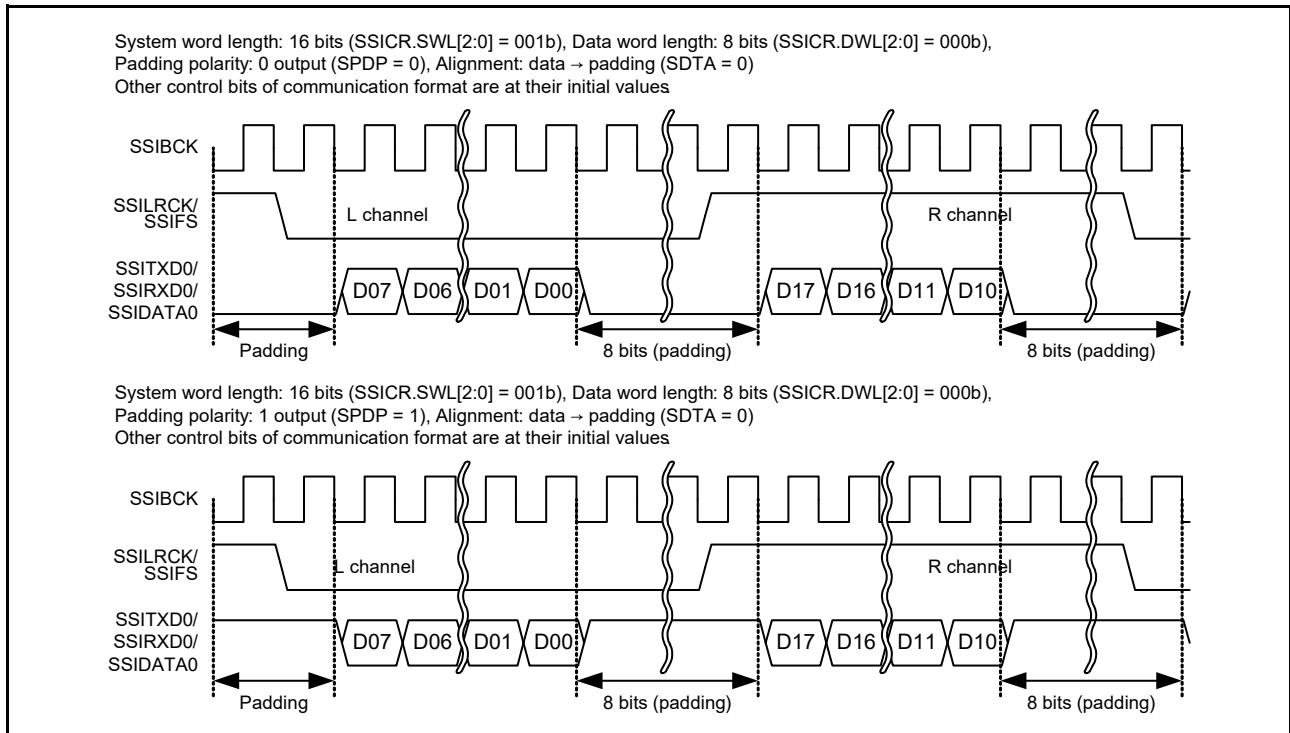 System word length: 16 bits (SSICR.SWL[2:0] = 001b), Data word length: 8 bits (SSICR.DWL[2:0] = 000b),
Padding polarity: 0 output (SPDP = 0), Alignment: data → padding (SDTA = 0)
Other control bits of communication format are at their initial values.
SSIBCK
SSILRCK/
SSIFS
L channel
R channel
SSITXD0/
SSIRXD0/
SSIDATA0
D07 D06 D01 D00 D17 D16 D11 D10
Padding 8 bits (padding) 8 bits (padding)
System word length: 16 bits (SSICR.SWL[2:0] = 001b), Data word length: 8 bits (SSICR.DWL[2:0] = 000b),
Padding polarity: 1 output (SPDP = 1), Alignment: data → padding (SDTA = 0)
Other control bits of communication format are at their initial values.
SSIBCK
SSILRCK/
SSIFS
L channel
R channel
SSITXD0/
SSIRXD0/
SSIDATA0
D07 D06 D01 D00 D17 D16 D11 D10
Padding 8 bits (padding) 8 bits (padding)